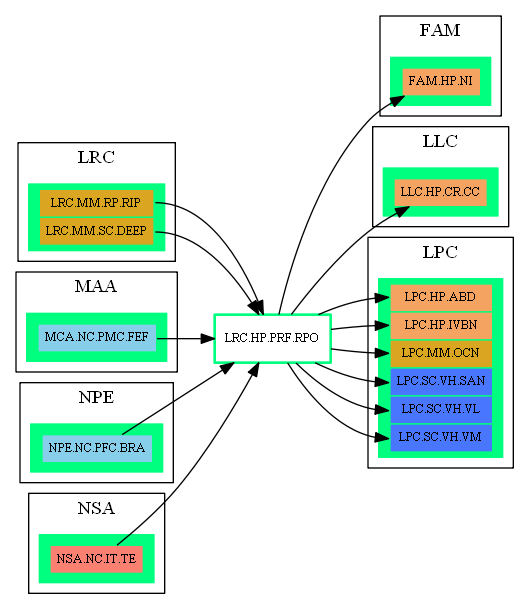 LRC
LRC.MM.RP.RIP
LRC.MM.SC.DEEP
MAA
MCA.NC.PMC.FEF
NPE
NPE.NC.PFC.BRA
NSA
NSA.NC.IT.TE
LRC.HP.PRF.RPO
FAM
FAM.HP.NI
LLC
LLC.HP.CR.CC
LPC
LPC.HP.ABD
LPC.HP.IVBN
LPC.MM.OCN
LPC.SC.VH.SAN
LPC.SC.VH.VL
LPC.SC.VH.VM